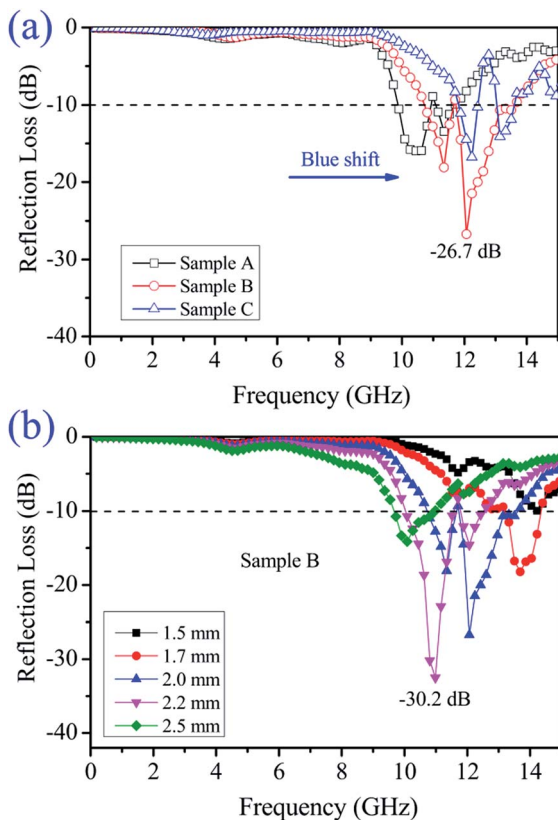 (a)
0
-10
-20
-30
-40
Reflection Loss (dB)
Blue shift
-26.7 dB
Sample A
Sample B
Sample C
0 2 4 6 8 10 12 14
Frequency (GHz)
(b)
0
-10
-20
-30
-40
Reflection Loss (dB)
Sample B
1.5 mm
1.7 mm
2.0 mm
2.2 mm
2.5 mm
-30.2 dB
0 2 4 6 8 10 12 14
Frequency (GHz)